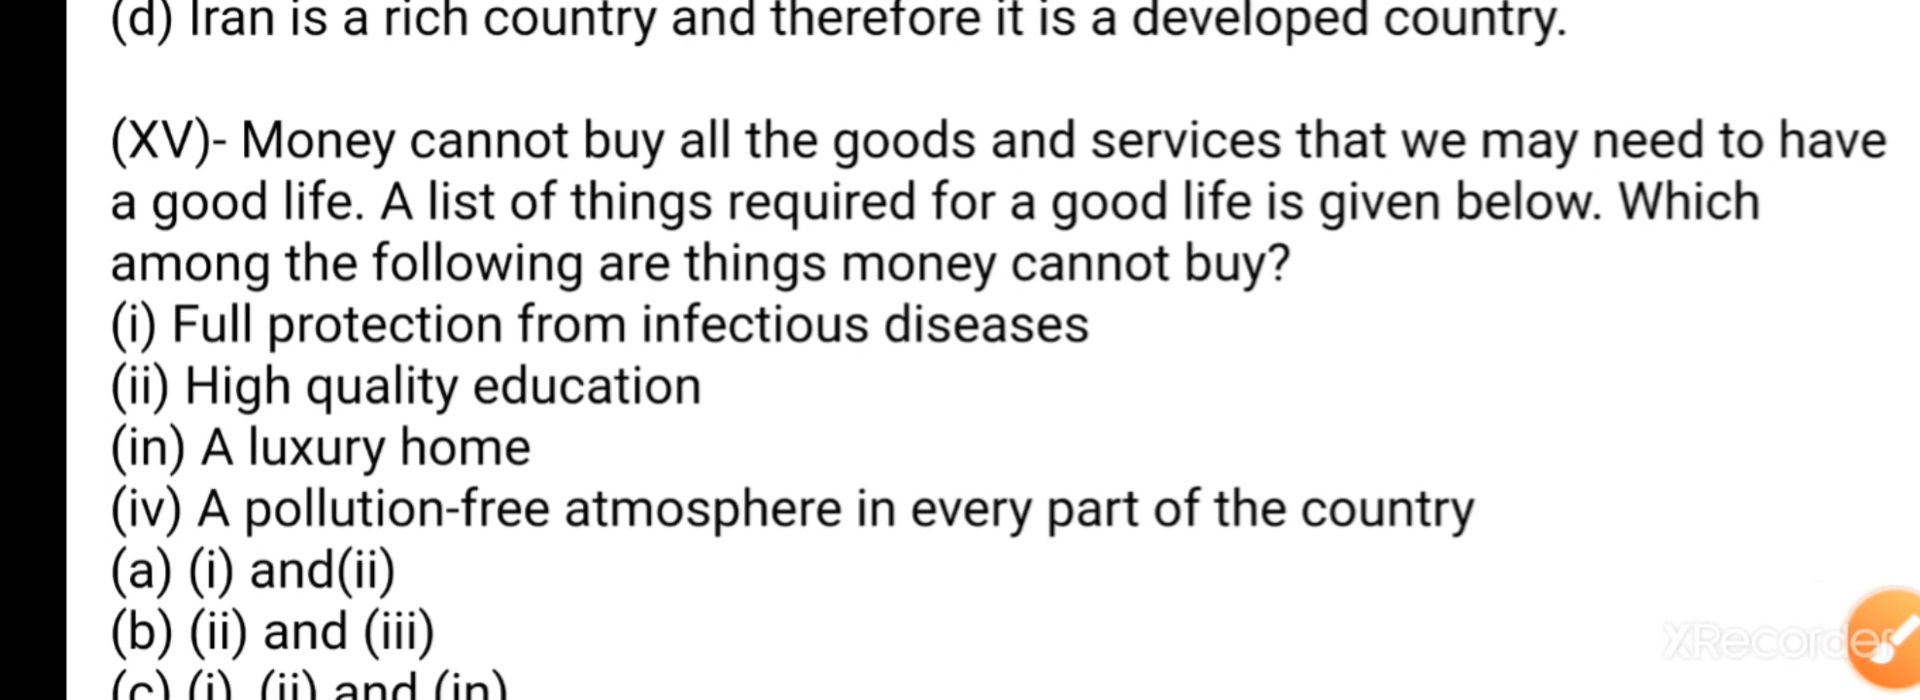 (d) Iran is a rich country and therefore it is a developed country.
(XV)- Money cannot buy all the goods and services that we may need to have
a good life. A list of things required for a good life is given below. Which
among the following are things money cannot buy?
(i) Full protection from infectious diseases
(ii) High quality education
(in) A luxury home
(iv) A pollution-free atmosphere in every part of the country
(a) (i) and(ii)
(b) (ii) and (iii)
(c) (i), (ii) and (in)
XRecorder